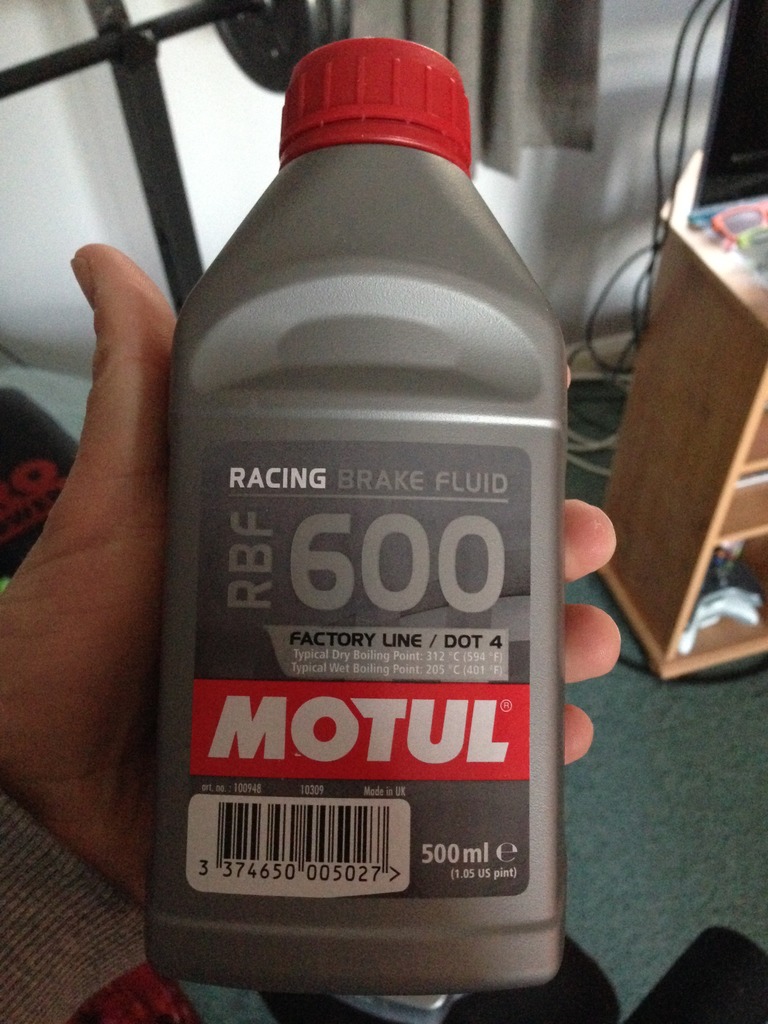 RACING BRAKE FLUID
RBF
600
FACTORY LINE / DOT 4
Typical Dry Boiling Point: 312 °C (594 °F)
Typical Wet Boiling Point: 205 °C (401 °F)
MOTUL®
art. no. : 100948 10309 Made in UK
3 374650 005027 >
500 ml ℮
(1.05 US pint)